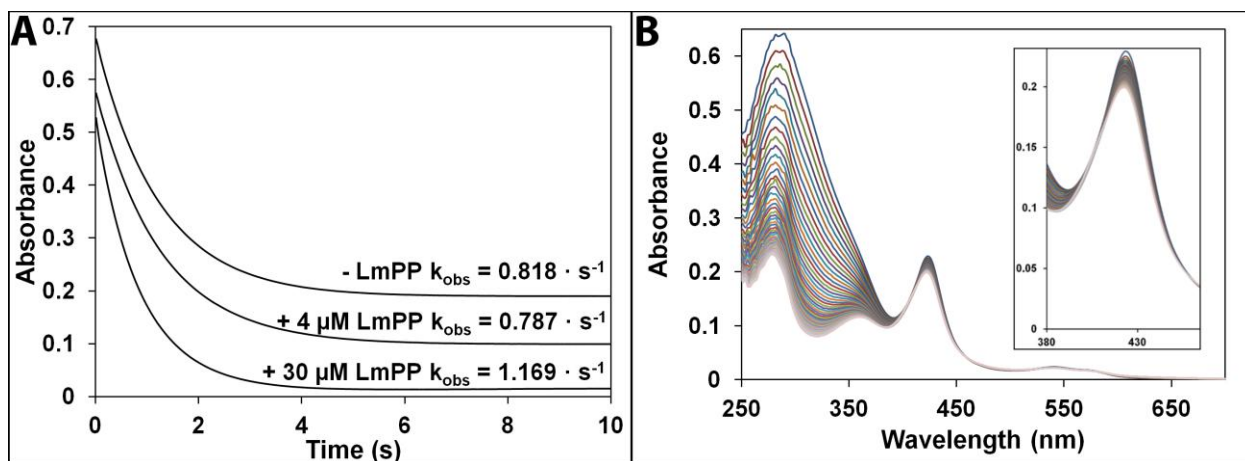 A
0.7
0.6
0.5
0.4
0.3
0.2
0.1
0
Absorbance
- LmPP kobs = 0.818 · s-1
+ 4 µM LmPP kobs = 0.787 · s-1
+ 30 µM LmPP kobs = 1.169 · s-1
0 2 4 6 8 10
Time (s)
B
0.6
0.5
0.4
0.3
0.2
0.1
0
Absorbance
0.2
0.15
0.1
0.05
0
380 430
250 350 450 550 650
Wavelength (nm)